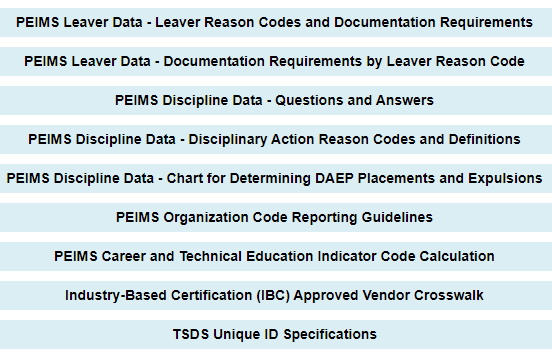 PEIMS Leaver Data - Leaver Reason Codes and Documentation Requirements
PEIMS Leaver Data - Documentation Requirements by Leaver Reason Code
PEIMS Discipline Data - Questions and Answers
PEIMS Discipline Data - Disciplinary Action Reason Codes and Definitions
PEIMS Discipline Data - Chart for Determining DAEP Placements and Expulsions
PEIMS Organization Code Reporting Guidelines
PEIMS Career and Technical Education Indicator Code Calculation
Industry-Based Certification (IBC) Approved Vendor Crosswalk
TSDS Unique ID Specifications